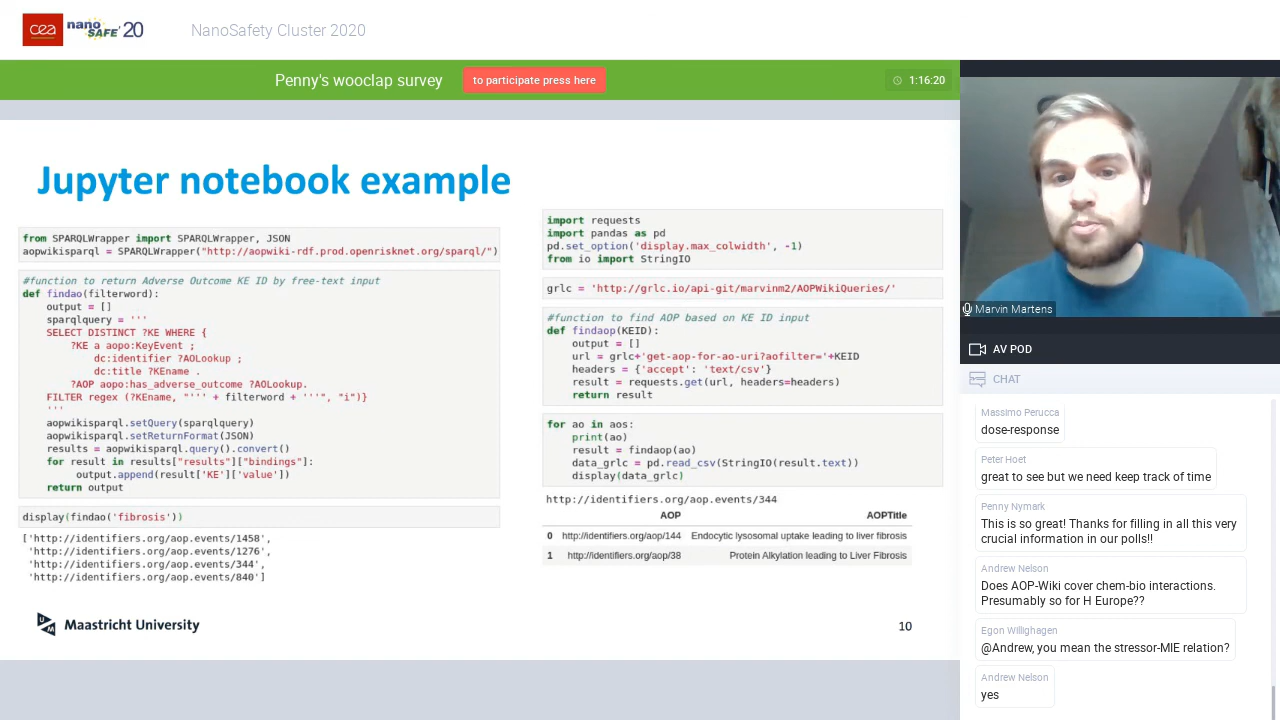 cea nano SAFE'20
NanoSafety Cluster 2020
Penny's wooclap survey
to participate press here
1:16:20
Jupyter notebook example
from SPARQLWrapper import SPARQLWrapper, JSON
aopwikisparql = SPARQLWrapper("http://aopwiki-rdf.prod.openrisknet.org/sparql/")
#function to return Adverse Outcome KE ID by free-text input
def findao(filterword):
    output = []
    sparqlquery = '''
    SELECT DISTINCT ?KE WHERE {
        ?KE a aopo:KeyEvent ;
            dc:identifier ?AOLookup ;
            dc:title ?KEname .
        ?AOP aopo:has_adverse_outcome ?AOLookup.
    FILTER regex (?KEname, "''' + filterword + '''", "i")}
    '''
    aopwikisparql.setQuery(sparqlquery)
    aopwikisparql.setReturnFormat(JSON)
    results = aopwikisparql.query().convert()
    for result in results["results"]["bindings"]:
         output.append(result['KE']['value'])
    return output
display(findao('fibrosis'))
['http://identifiers.org/aop.events/1458',
 'http://identifiers.org/aop.events/1276',
 'http://identifiers.org/aop.events/344',
 'http://identifiers.org/aop.events/840']
import requests
import pandas as pd
pd.set_option('display.max_colwidth', -1)
from io import StringIO
grlc = 'http://grlc.io/api-git/marvinm2/AOPWikiQueries/'
#function to find AOP based on KE ID input
def findaop(KEID):
    output = []
    url = grlc+'get-aop-for-ao-uri?aofilter='+KEID
    headers = {'accept': 'text/csv'}
    result = requests.get(url, headers=headers)
    return result
for ao in aos:
    print(ao)
    result = findaop(ao)
    data_grlc = pd.read_csv(StringIO(result.text))
    display(data_grlc)
http://identifiers.org/aop.events/344
AOP AOPTitle
0 http://identifiers.org/aop/144 Endocytic lysosomal uptake leading to liver fibrosis
1 http://identifiers.org/aop/38 Protein Alkylation leading to Liver Fibrosis
UM Maastricht University
10
Marvin Martens
AV POD
CHAT
Massimo Perucca
dose-response
Peter Hoet
great to see but we need keep track of time
Penny Nymark
This is so great! Thanks for filling in all this very
crucial information in our polls!!
Andrew Nelson
Does AOP-Wiki cover chem-bio interactions.
Presumably so for H Europe??
Egon Willighagen
@Andrew, you mean the stressor-MIE relation?
Andrew Nelson
yes